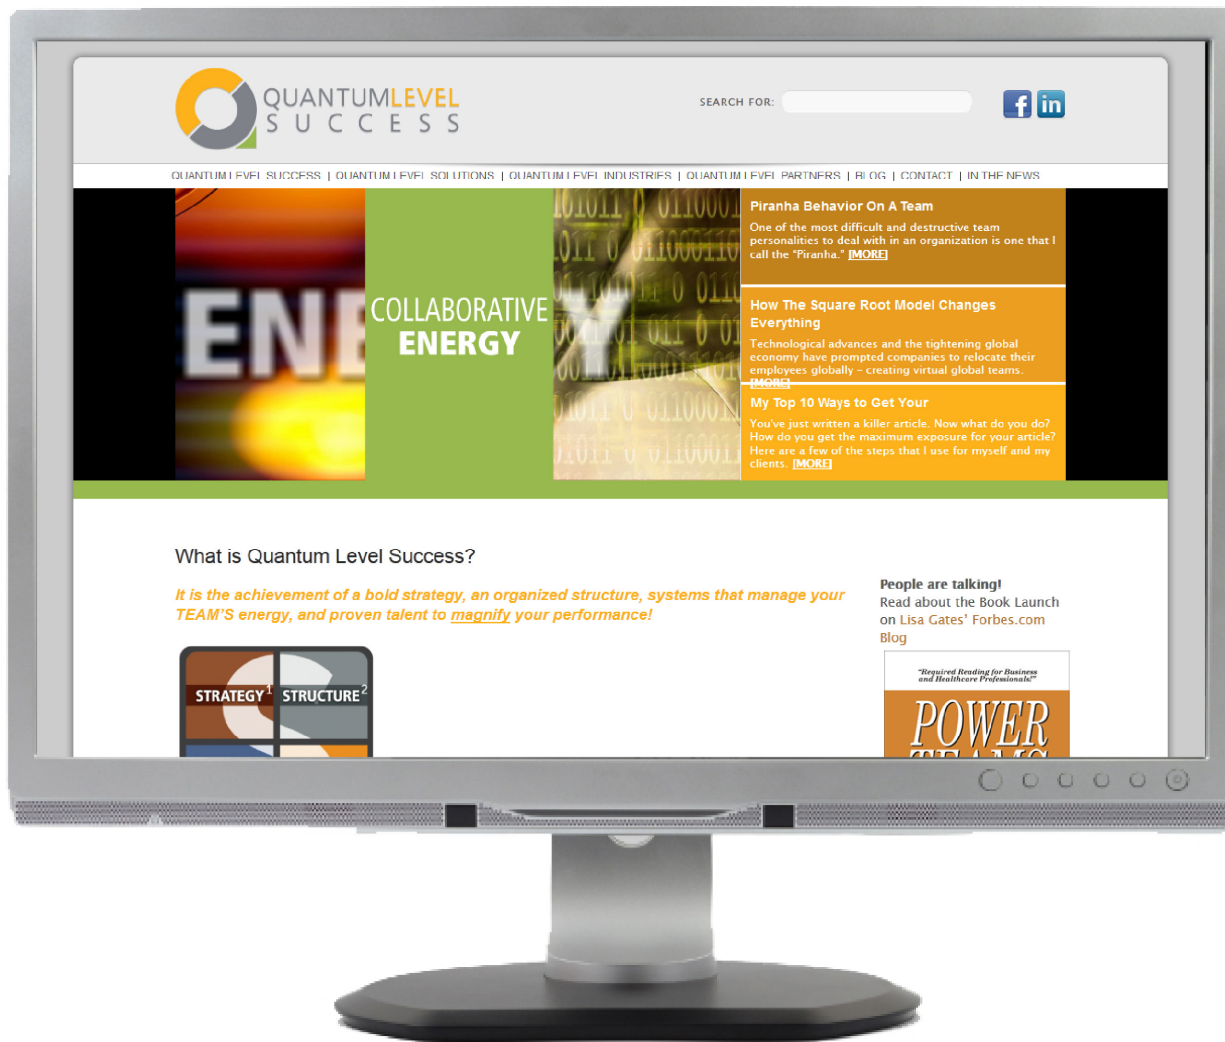 QUANTUMLEVEL
SUCCESS
SEARCH FOR:
f in
QUANTUM LEVEL SUCCESS | QUANTUM LEVEL SOLUTIONS | QUANTUM LEVEL INDUSTRIES | QUANTUM LEVEL PARTNERS | BLOG | CONTACT | IN THE NEWS
ENE
COLLABORATIVE
ENERGY
Y
Piranha Behavior On A Team
One of the most difficult and destructive team
personalities to deal with in an organization is one that I
call the “Piranha.” [MORE]
How The Square Root Model Changes
Everything
Technological advances and the tightening global
economy have prompted companies to relocate their
employees globally – creating virtual global teams.
[MORE]
My Top 10 Ways to Get Your
You've just written a killer article. Now what do you do?
How do you get the maximum exposure for your article?
Here are a few of the steps that I use for myself and my
clients. [MORE]
What is Quantum Level Success?
It is the achievement of a bold strategy, an organized structure, systems that manage your
TEAM'S energy, and proven talent to magnify your performance!
STRATEGY¹ STRUCTURE²
People are talking!
Read about the Book Launch
on Lisa Gates' Forbes.com
Blog
"Required Reading for Business
and Healthcare Professionals!"
POWER
TEAMS